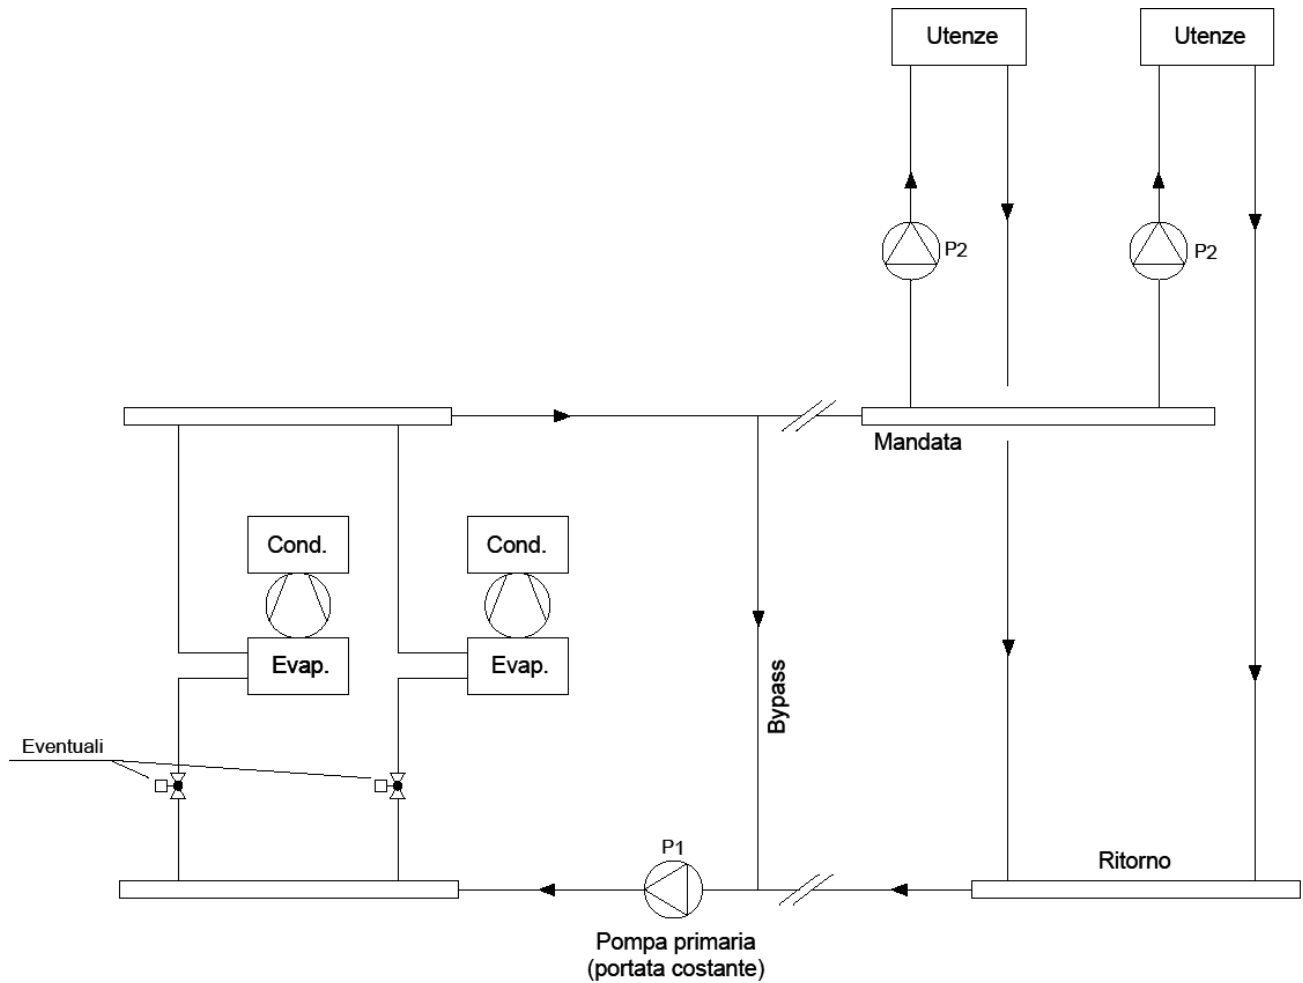 Utenze
Utenze
P2
P2
Mandata
Cond.
Cond.
Evap.
Evap.
Bypass
Eventuali
P1
Ritorno
Pompa primaria
(portata costante)